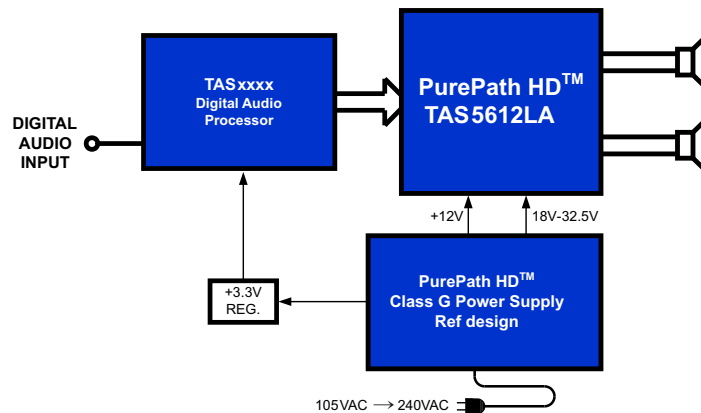 TASxxxx
Digital Audio
Processor
PurePath HD™
TAS5612LA
DIGITAL
AUDIO
INPUT
+12V
18V-32.5V
+3.3V
REG.
PurePath HD™
Class G Power Supply
Ref design
105VAC → 240VAC